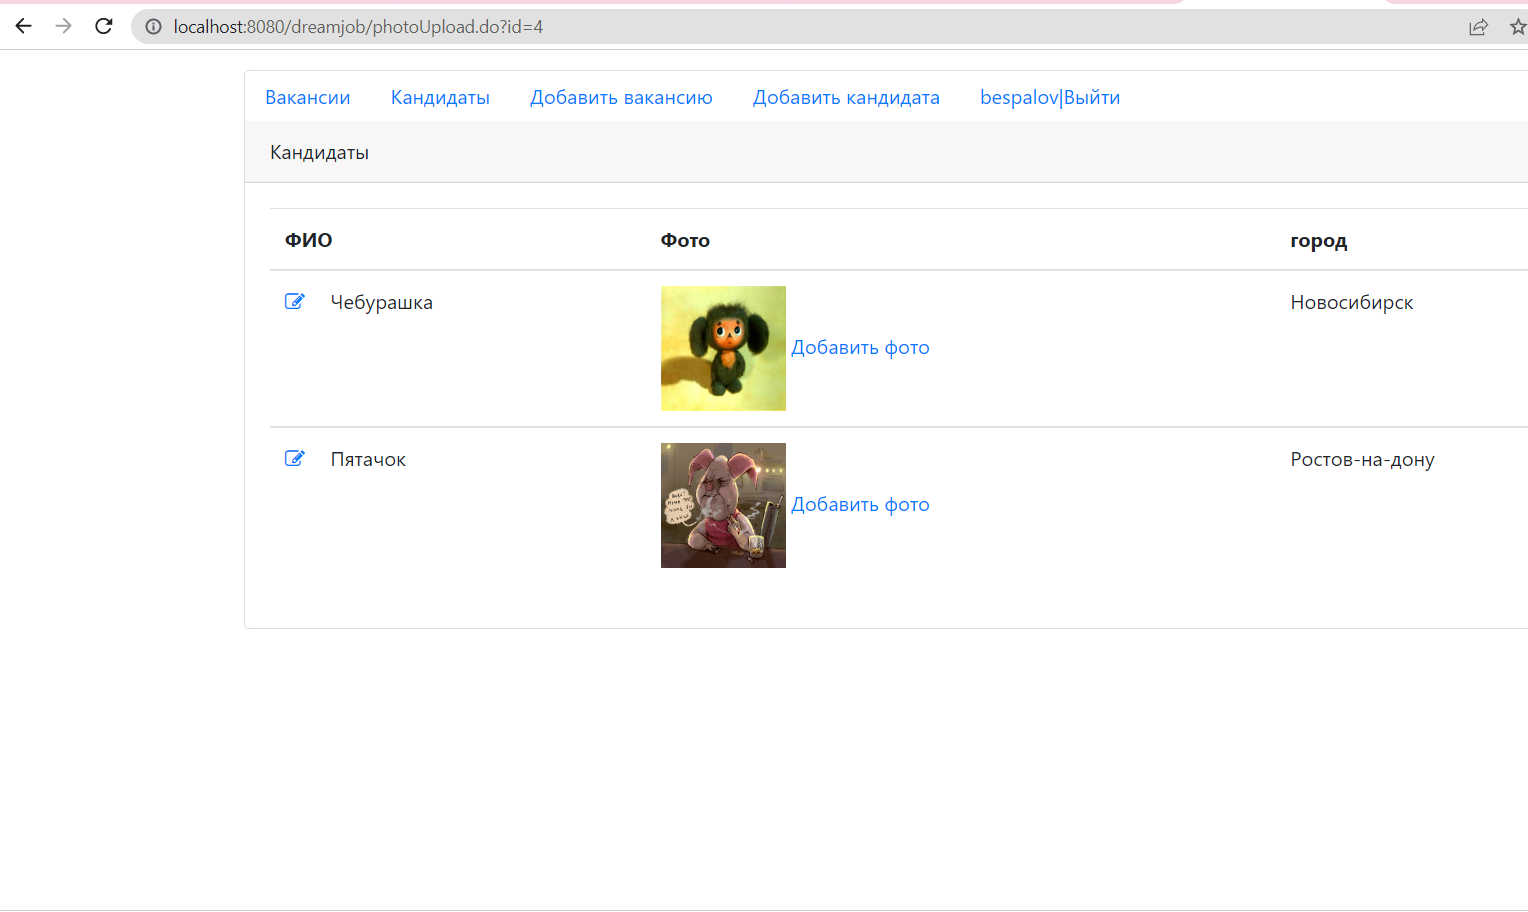 localhost:8080/dreamjob/photoUpload.do?id=4
Вакансии Кандидаты Добавить вакансию Добавить кандидата bespalov|Выйти
Кандидаты
ФИО Фото город
Чебурашка Добавить фото Новосибирск
Пятачок Добавить фото Ростов-на-дону